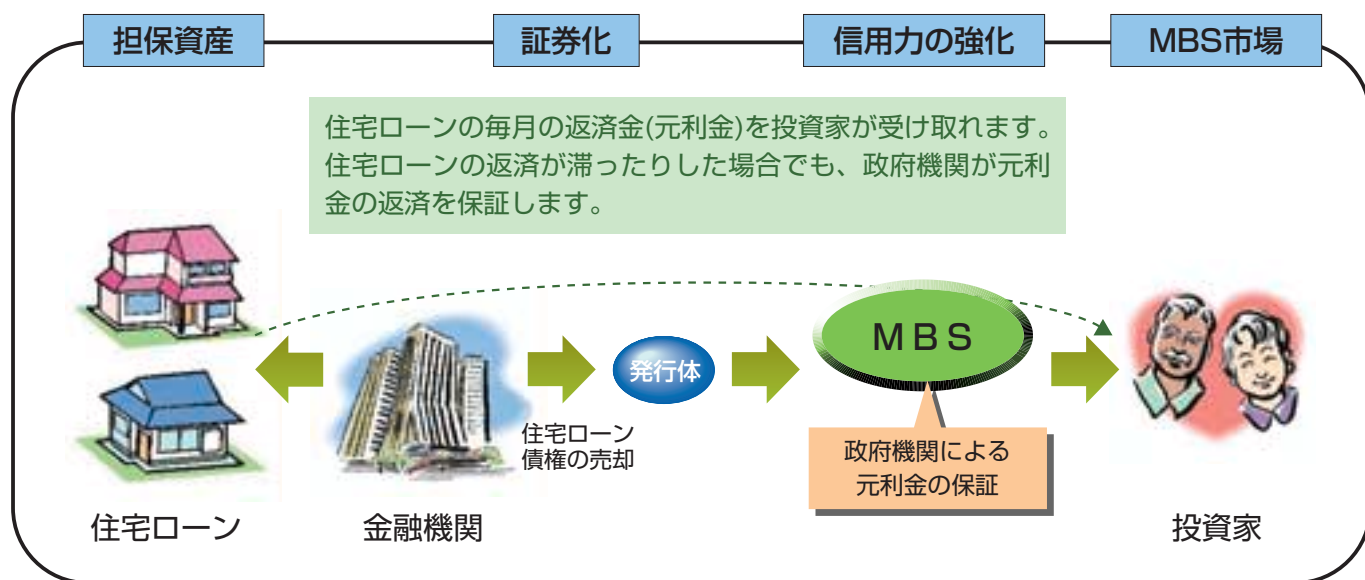 担保資産
証券化
信用力の強化
MBS市場
住宅ローンの毎月の返済金(元利金)を投資家が受け取れます。
住宅ローンの返済が滞ったりした場合でも、政府機関が元利
金の返済を保証します。
発行体
MBS
住宅ローン
債権の売却
政府機関による
元利金の保証
住宅ローン
金融機関
投資家